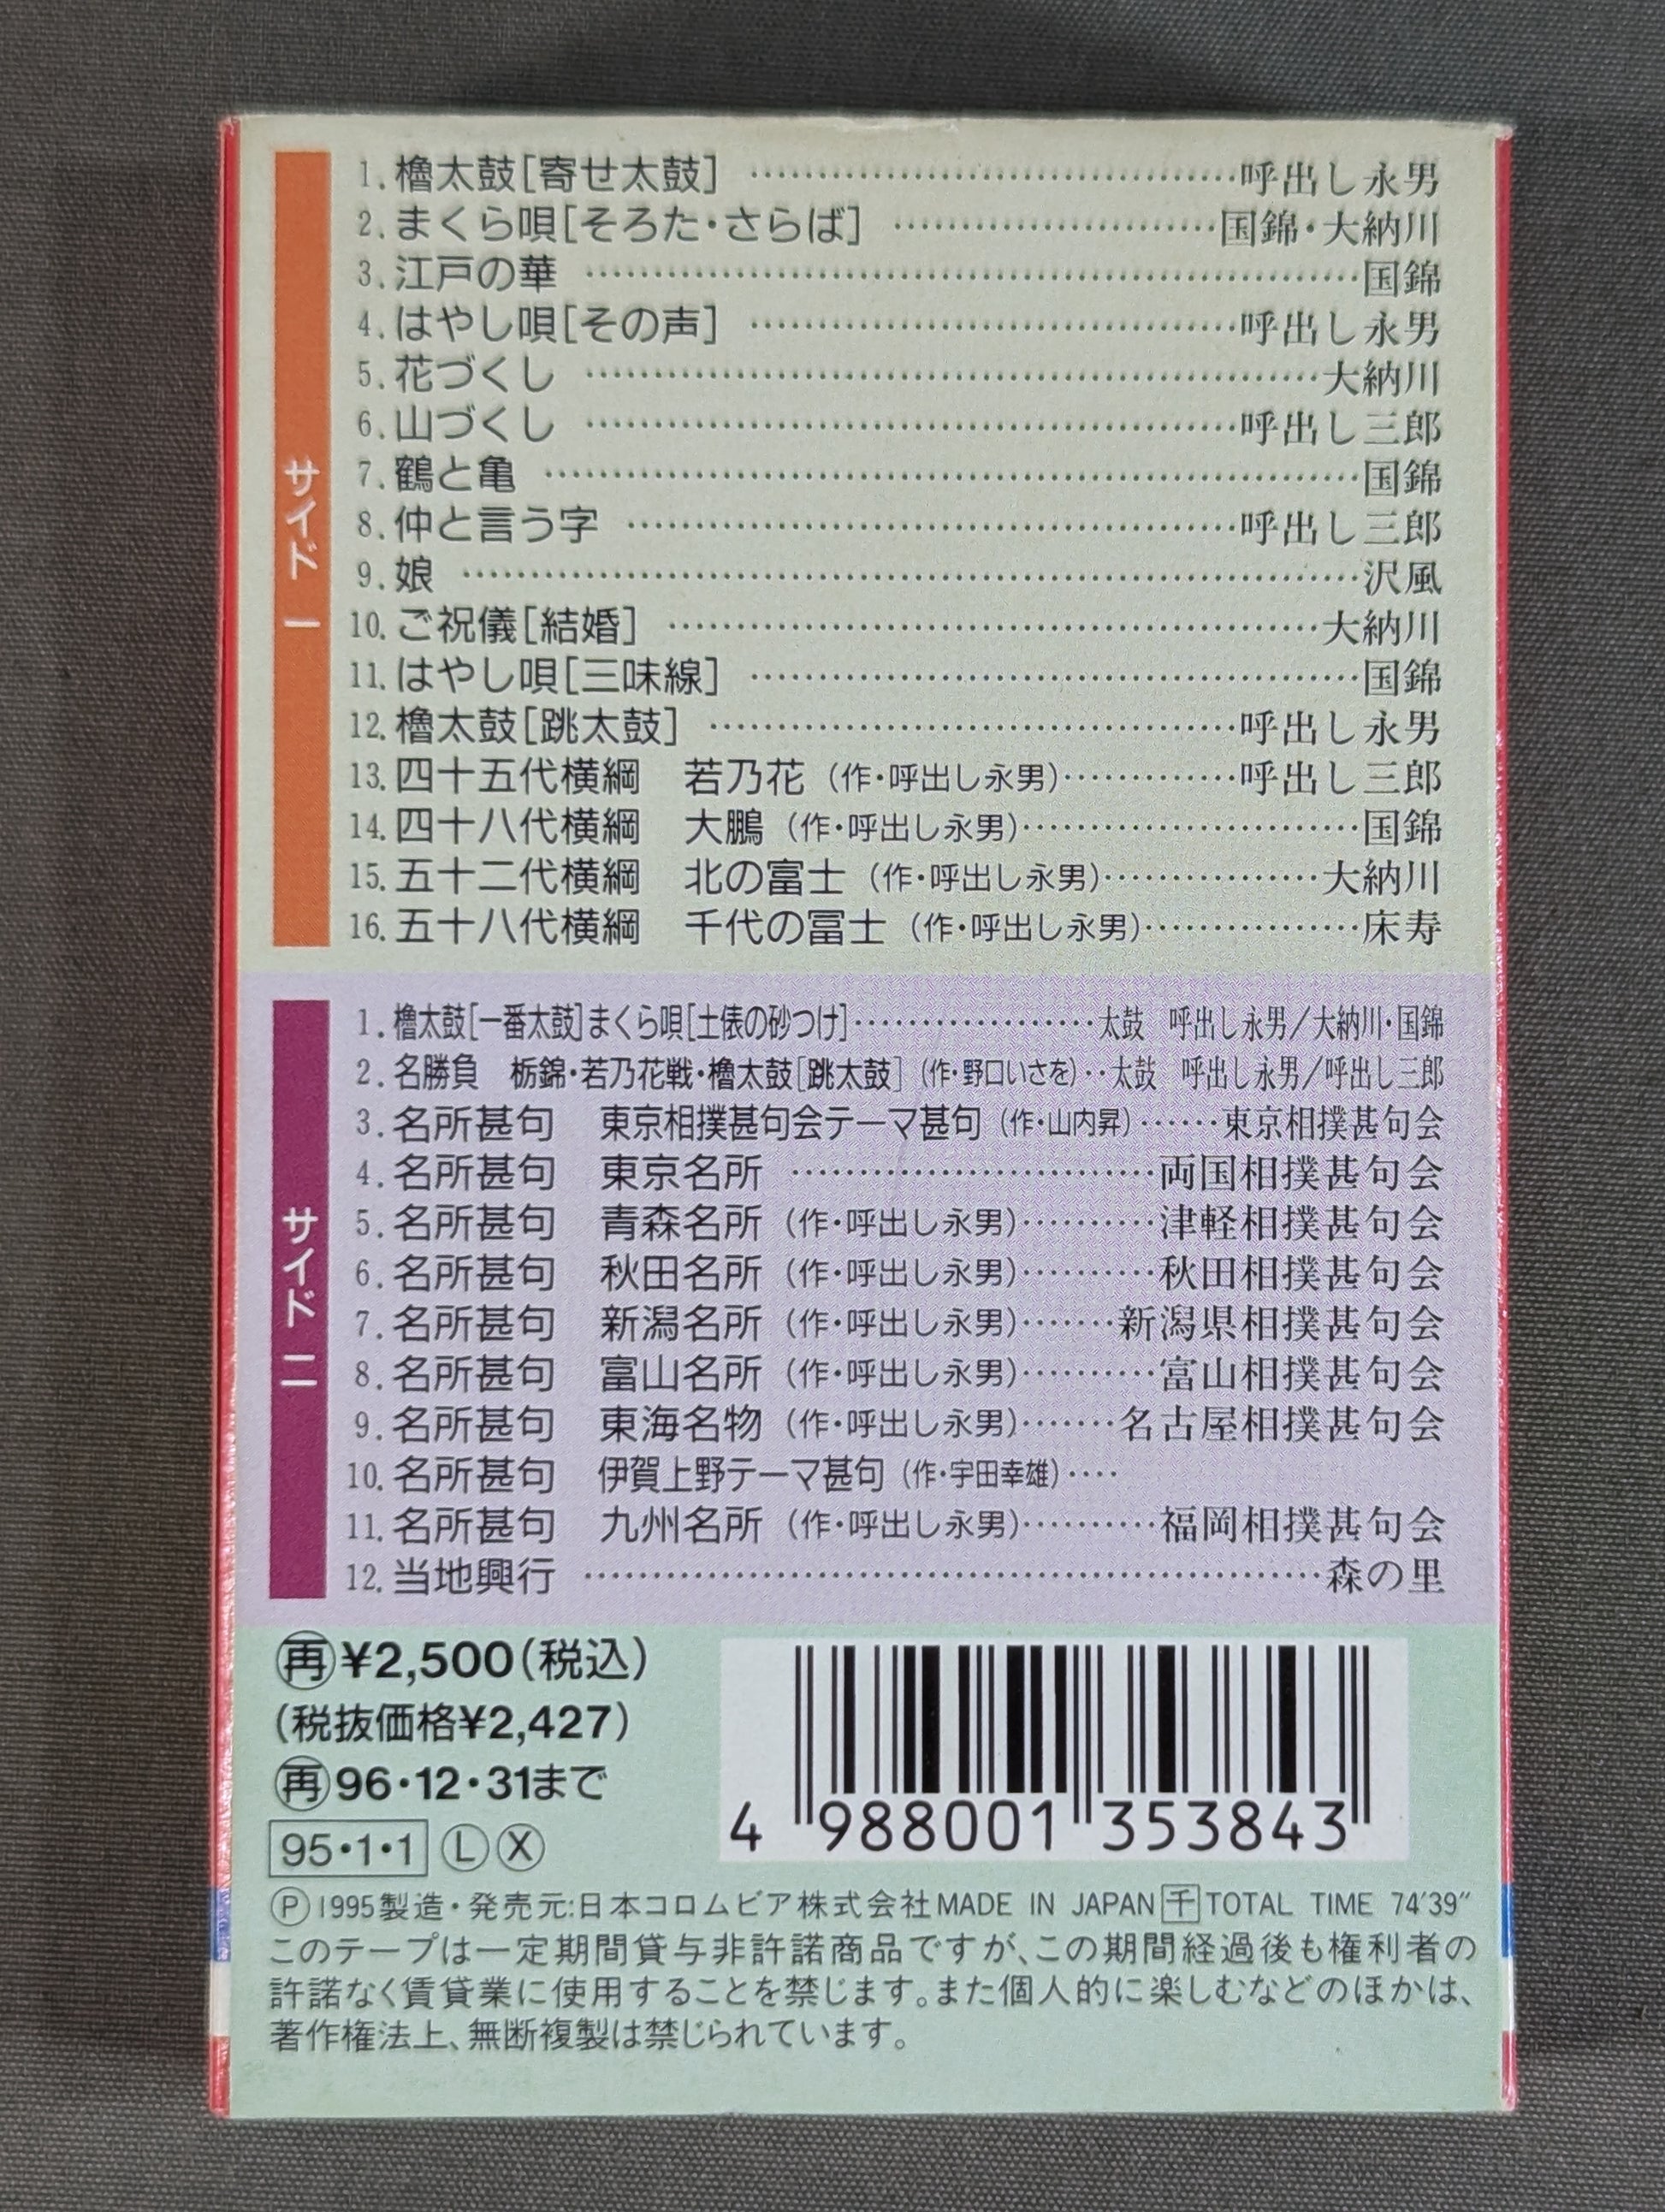 サイド 一
1. 櫓太鼓[寄せ太鼓] ……… 呼出し永男
2. まくら唄[そろた・さらば] ……… 国錦・大納川
3. 江戸の華 ……… 国錦
4. はやし唄[その声] ……… 呼出し永男
5. 花づくし ……… 大納川
6. 山づくし ……… 呼出し三郎
7. 鶴と亀 ……… 国錦
8. 仲と言う字 ……… 呼出し三郎
9. 娘 ……… 沢風
10. ご祝儀[結婚] ……… 大納川
11. はやし唄[三味線] ……… 国錦
12. 櫓太鼓[跳太鼓] ……… 呼出し永男
13. 四十五代横綱 若乃花(作・呼出し永男) ……… 呼出し三郎
14. 四十八代横綱 大鵬(作・呼出し永男) ……… 国錦
15. 五十二代横綱 北の富士(作・呼出し永男) ……… 大納川
16. 五十八代横綱 千代の冨士(作・呼出し永男) ……… 床寿
サイド 二
1. 櫓太鼓[一番太鼓]まくら唄[土俵の砂つけ] ……… 太鼓 呼出し永男/大納川・国錦
2. 名勝負 栃錦・若乃花戦・櫓太鼓[跳太鼓](作・野口いさを)‥太鼓 呼出し永男/呼出し三郎
3. 名所甚句 東京相撲甚句会テーマ甚句(作・山内昇)……東京相撲甚句会
4. 名所甚句 東京名所 ……… 両国相撲甚句会
5. 名所甚句 青森名所(作・呼出し永男) ……… 津軽相撲甚句会
6. 名所甚句 秋田名所(作・呼出し永男) ……… 秋田相撲甚句会
7. 名所甚句 新潟名所(作・呼出し永男) ……… 新潟県相撲甚句会
8. 名所甚句 富山名所(作・呼出し永男) ……… 富山相撲甚句会
9. 名所甚句 東海名物(作・呼出し永男) ……… 名古屋相撲甚句会
10. 名所甚句 伊賀上野テーマ甚句(作・宇田幸雄)‥‥
11. 名所甚句 九州名所(作・呼出し永男) ……… 福岡相撲甚句会
12. 当地興行 ……… 森の里
㊢¥2,500(税込)
(税抜価格¥2,427)
再96・12・31まで
95・1・1 Ⓛ Ⓧ
4 988001 353843
Ⓟ1995製造・発売元:日本コロムビア株式会社 MADE IN JAPAN 千 TOTAL TIME 74'39"
このテープは一定期間貸与非許諾商品ですが、この期間経過後も権利者の
許諾なく賃貸業に使用することを禁じます。また個人的に楽しむなどのほかは、
著作権法上、無断複製は禁じられています。